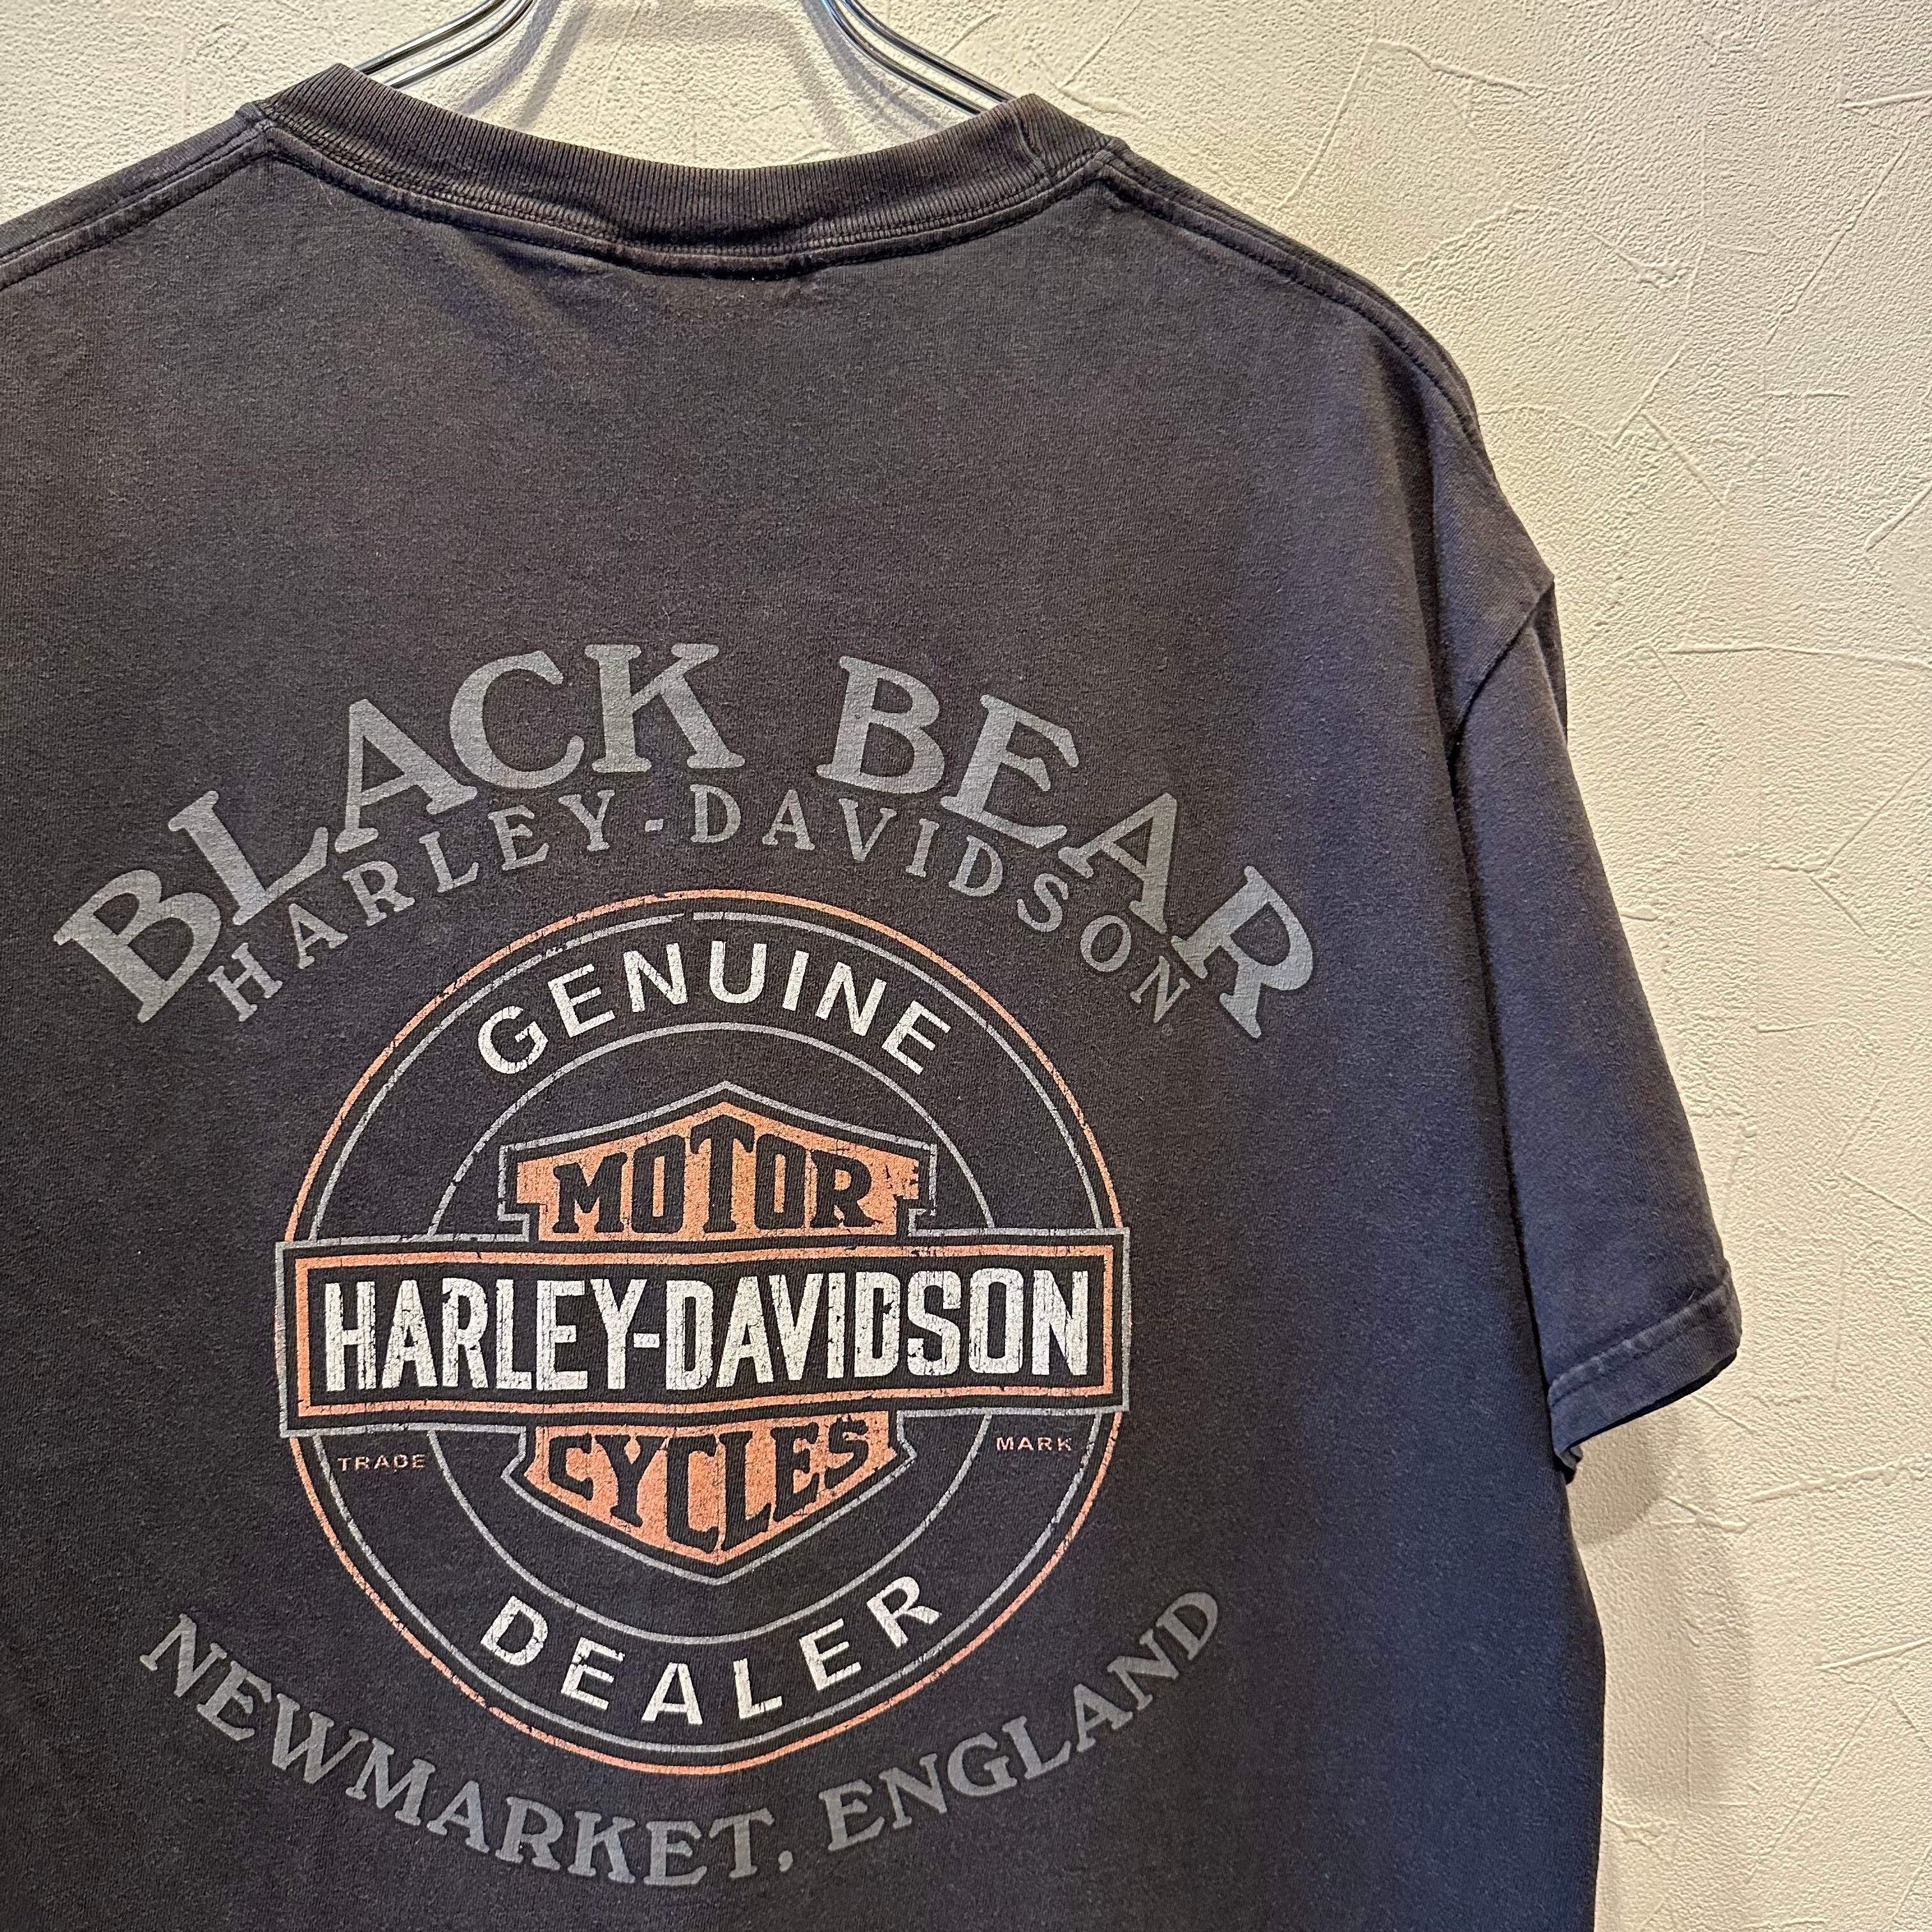 BLACK BEAR
HARLEY-DAVIDSON
GENUINE
MOTOR
HARLEY-DAVIDSON
CYCLES
TRADE MARK
DEALER
NEWMARKET, ENGLAND